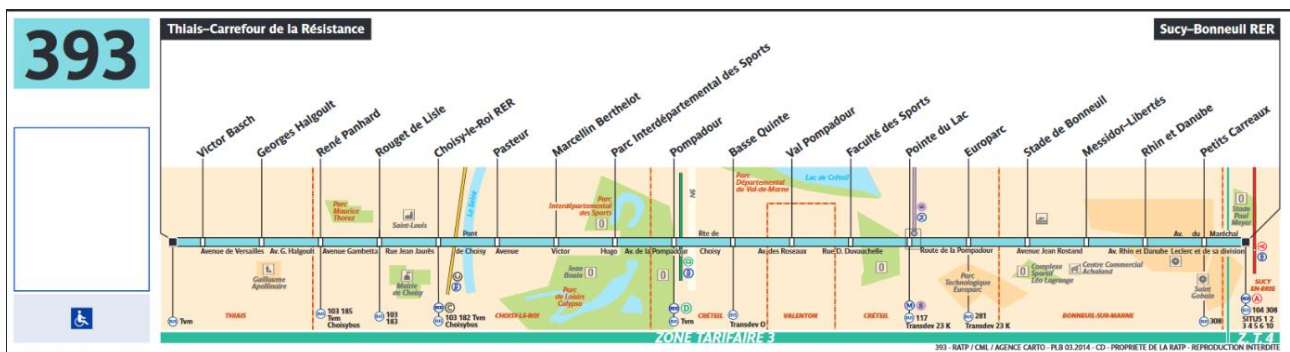 393
Thiais–Carrefour de la Résistance
Sucy–Bonneuil RER
Victor Basch
Georges Halgoult
René Panhard
Rouget de Lisle
Choisy-le-Roi RER
Pasteur
Marcellin Berthelot
Parc Interdépartemental des Sports
Pompadour
Basse Quinte
Val Pompadour
Faculté des Sports
Pointe du Lac
Europarc
Stade de Bonneuil
Messidor–Libertés
Rhin et Danube
Petits Carreaux
Parc
Maurice
Thorez
Saint-Louis
La Seine
Parc
Interdépartemental
des Sports
Parc
Départemental
du Val-de-Marne
Lac de Créteil
Stade
Paul
Meyer
Pont
Rte de
Av. du Maréchal
Avenue de Versailles
Av. G. Halgoult
Avenue Gambetta
Rue Jean Jaurès
de Choisy
Avenue
Victor
Hugo
Av. de la Pompadour
Choisy
Av. des Roseaux
Rue D. Dauvauchelle
Route de la Pompadour
Avenue Jean Rostand
Av. Rhin et Danube
Leclerc et de sa division
Guillaume
Apollinaire
Mairie
de Choisy
Jean
Bouin
Parc
de Loisirs
Calypso
Parc
Technologique
Europarc
Complexe
Sportif
Léo Lagrange
Centre Commercial
Achaland
Saint
Gobain
SUCY
EN-BRIE
THIAIS
CHOISY-LE-ROI
CRÉTEIL
VALENTON
CRÉTEIL
BONNEUIL-SUR-MARNE
Tvm
103 185
Tvm
Choisybus
103
183
C
103 182 Tvm
Choisybus
D
Tvm
Transdev O
M 8
117
Transdev 23 K
281
Transdev 23 K
308
A
104 308
SITUS 1 2
3 4 5 6 10
ZONE TARIFAIRE 3
Z.T.4
393 - RATP / CML / AGENCE CARTO - PLB 03.2014 - CD - PROPRIETE DE LA RATP - REPRODUCTION INTERDITE